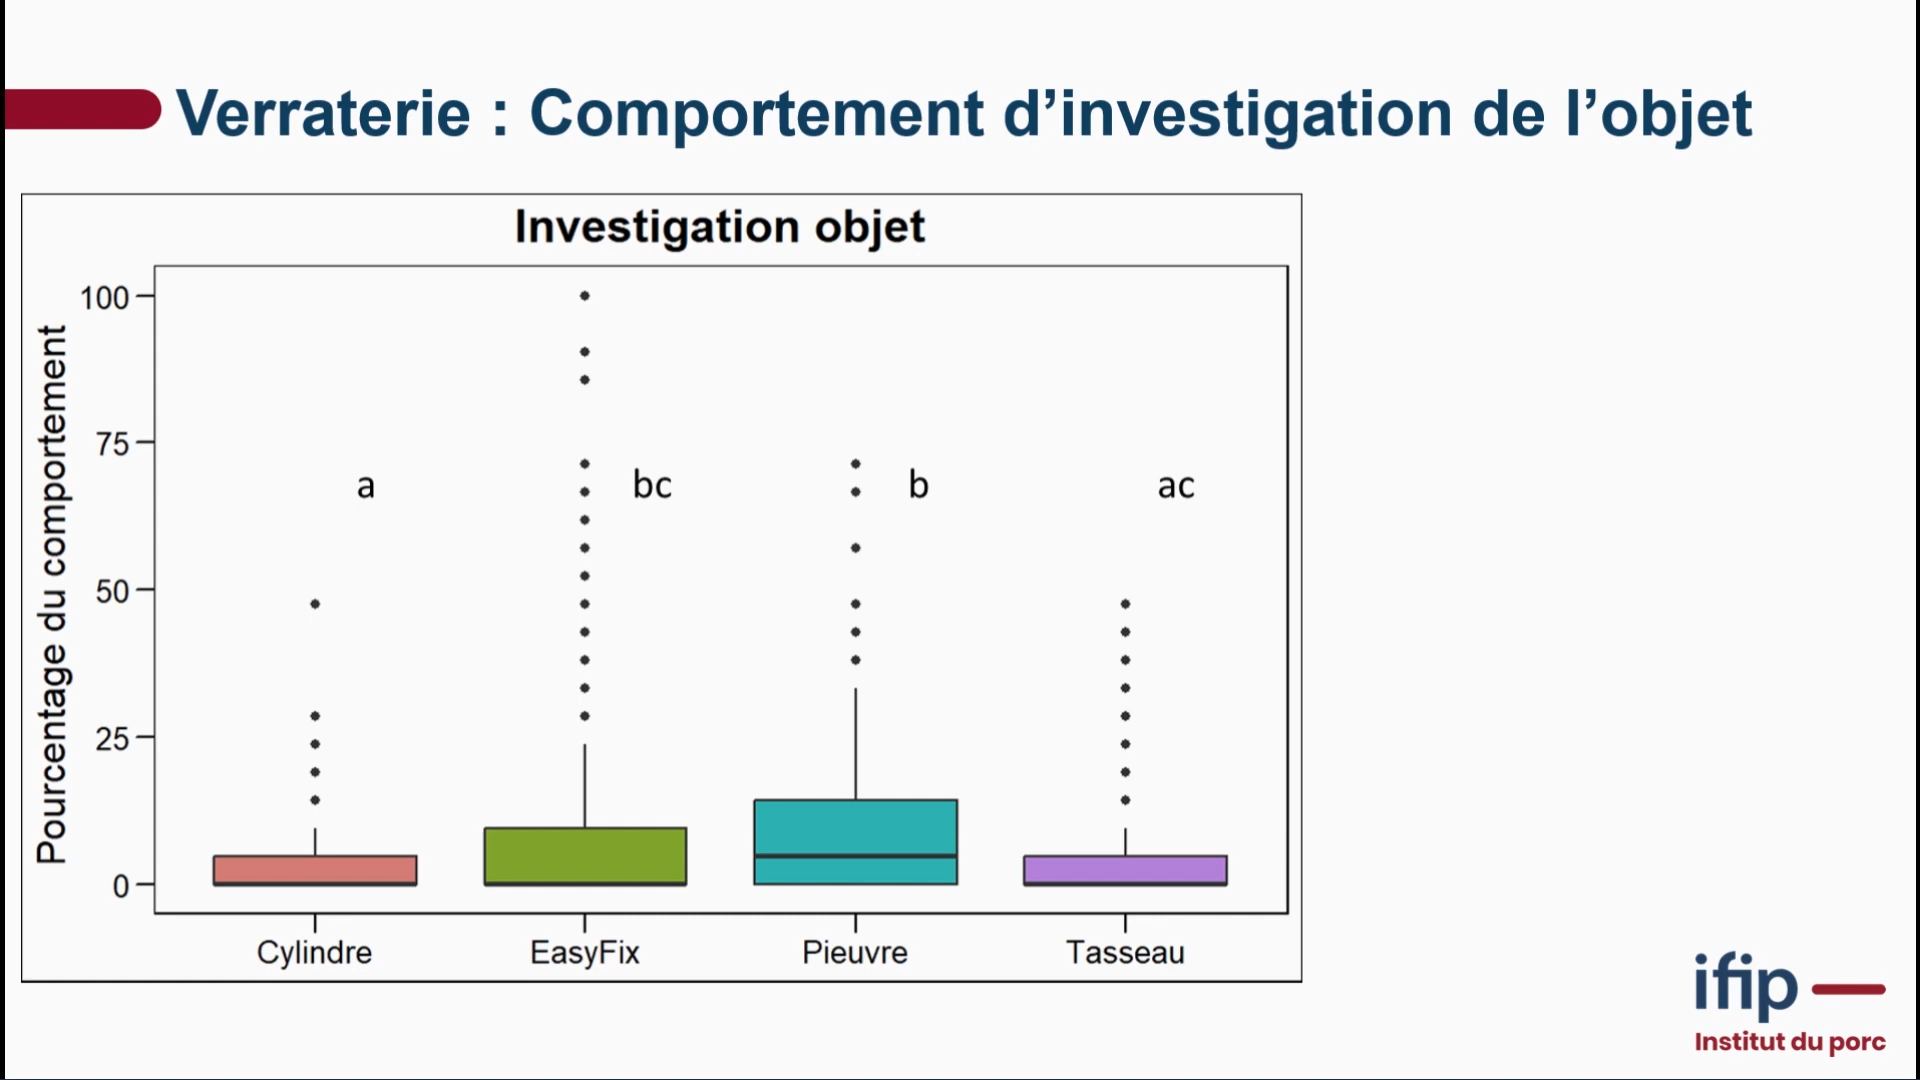 Verraterie : Comportement d’investigation de l’objet
Investigation objet
Pourcentage du comportement
100
75
50
25
0
a
bc
b
ac
Cylindre
EasyFix
Pieuvre
Tasseau
ifip
Institut du porc